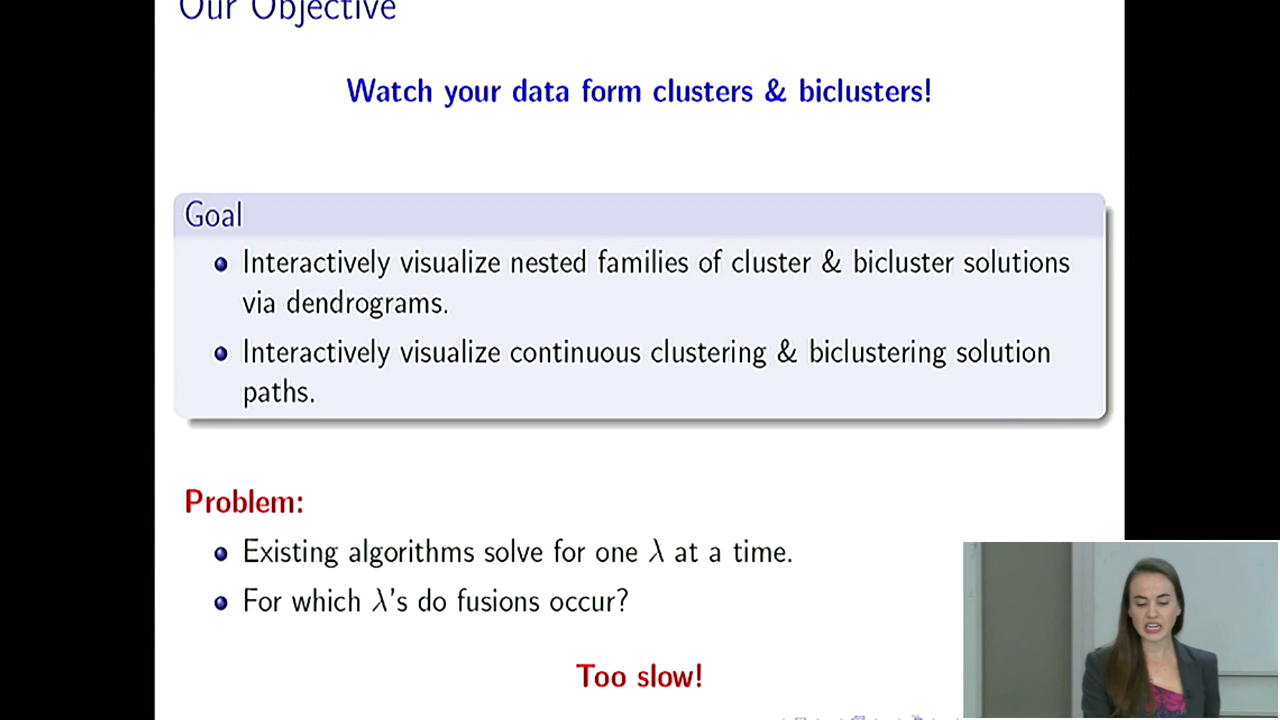 Our Objective
Watch your data form clusters & biclusters!
Goal
Interactively visualize nested families of cluster & bicluster solutions
via dendrograms.
Interactively visualize continuous clustering & biclustering solution
paths.
Problem:
Existing algorithms solve for one λ at a time.
For which λ's do fusions occur?
Too slow!